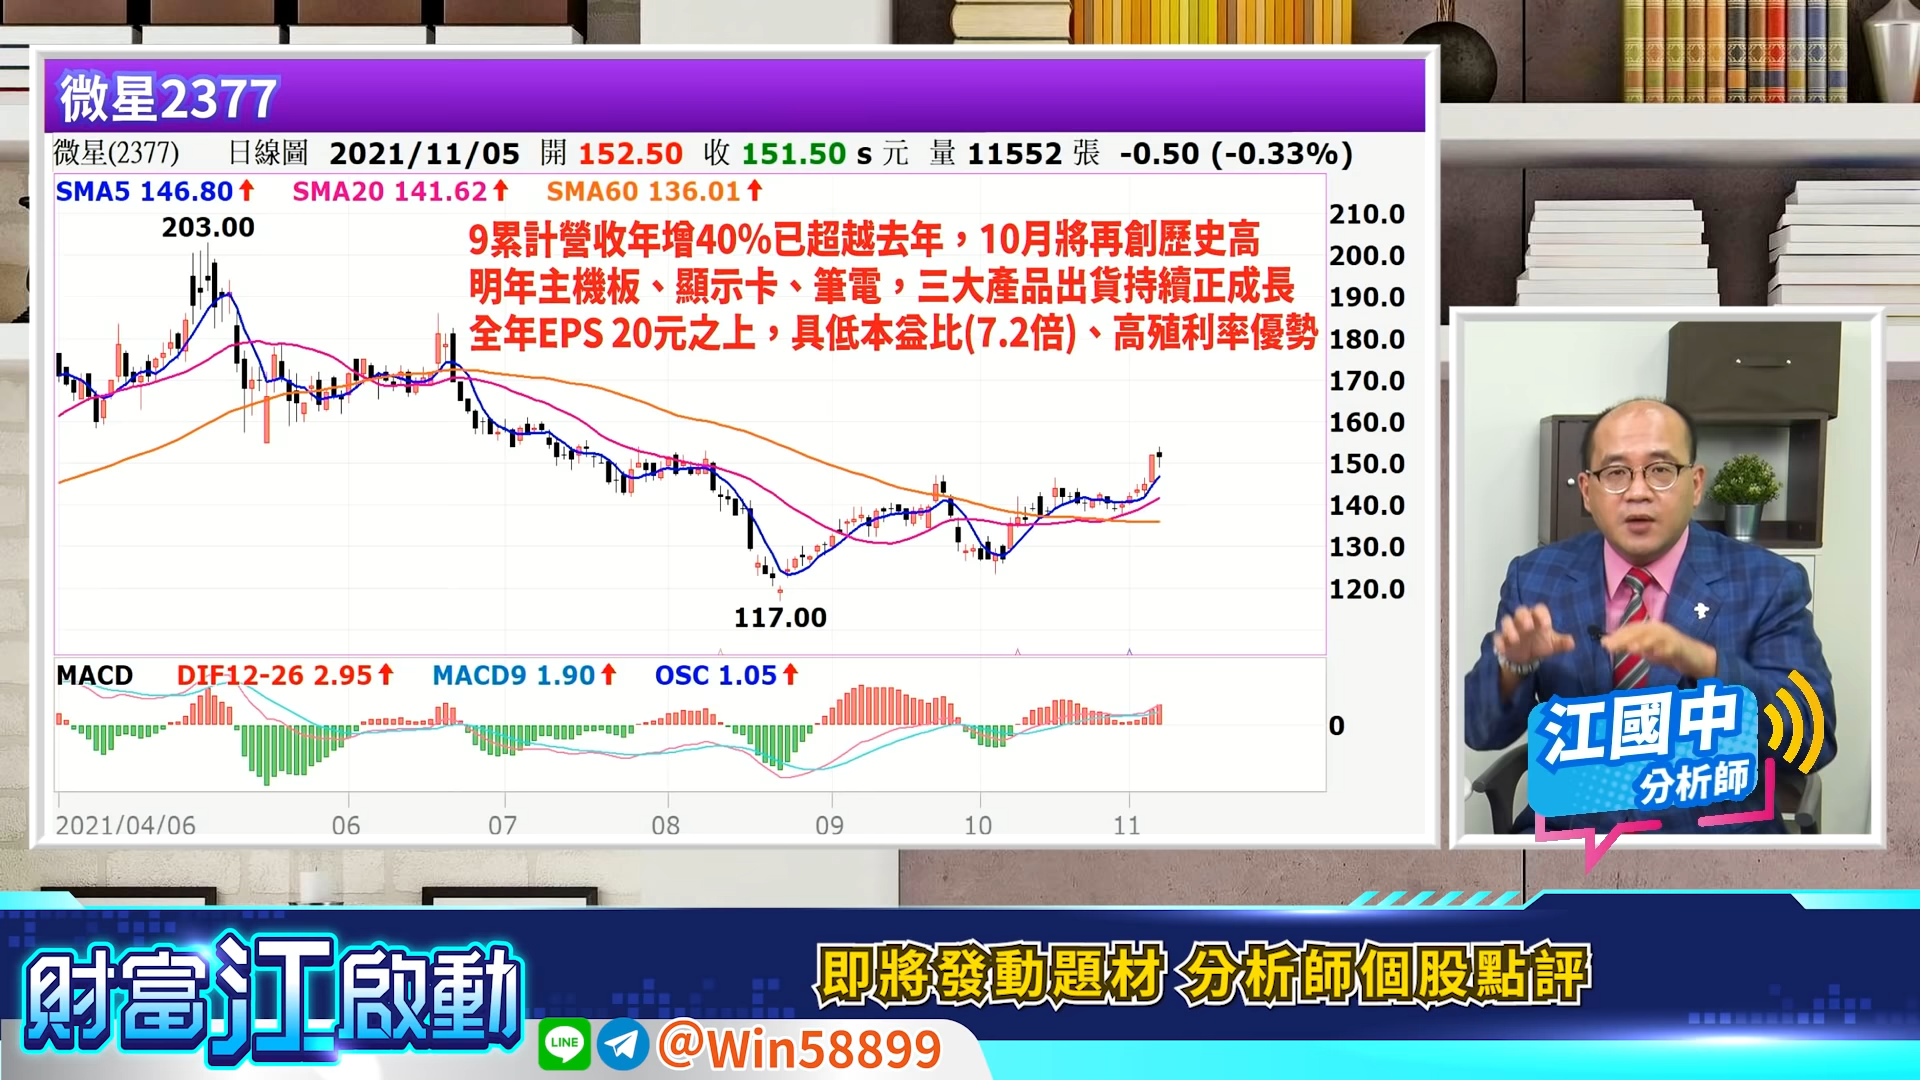 微星2377
微星(2377) 日線圖 2021/11/05 開 152.50 收 151.50 s 元 量 11552 張 -0.50 (-0.33%)
SMA5 146.80↑ SMA20 141.62↑ SMA60 136.01↑
203.00
9累計營收年增40%已超越去年，10月將再創歷史高
明年主機板、顯示卡、筆電，三大產品出貨持續正成長
全年EPS 20元之上，具低本益比(7.2倍)、高殖利率優勢
210.0
200.0
190.0
180.0
170.0
160.0
150.0
140.0
130.0
120.0
117.00
MACD DIF12-26 2.95↑ MACD9 1.90↑ OSC 1.05↑
0
2021/04/06 06 07 08 09 10 11
江國中
分析師
財富江啟動
即將發動題材 分析師個股點評
LINE
@Win58899